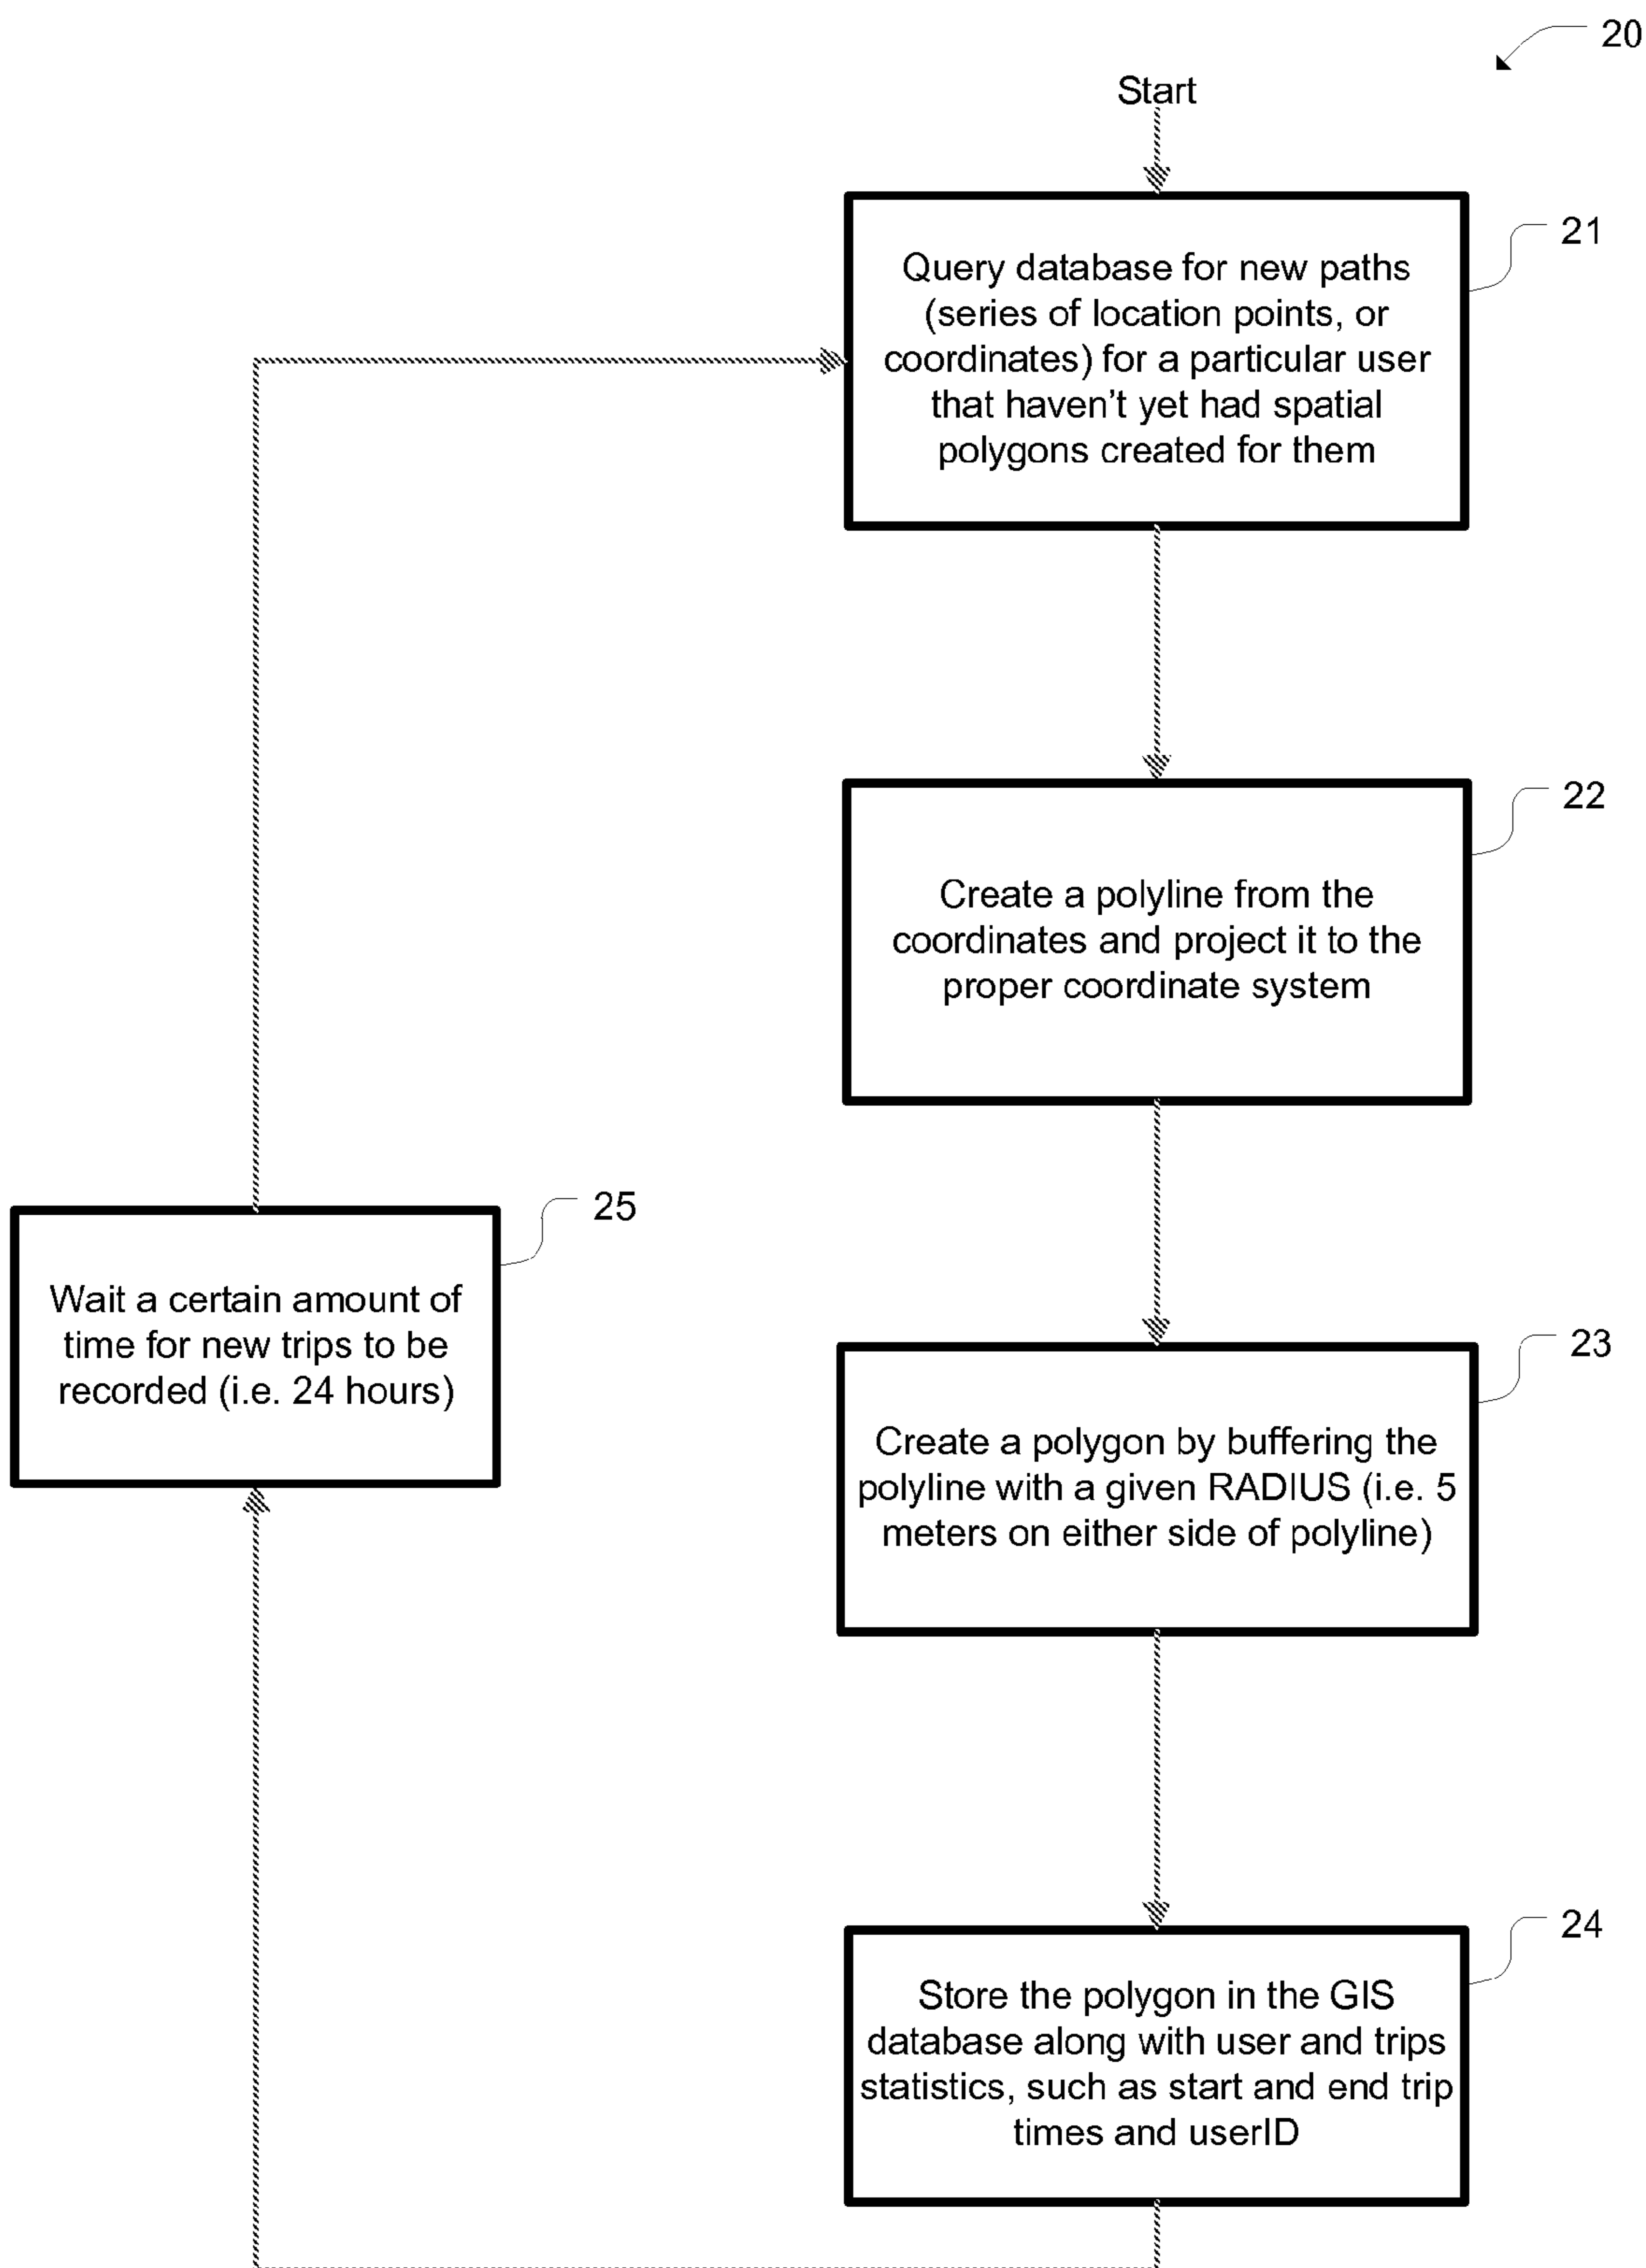 20
Start
21
Query database for new paths
(series of location points, or
coordinates) for a particular user
that haven't yet had spatial
polygons created for them
22
Create a polyline from the
coordinates and project it to the
proper coordinate system
25
Wait a certain amount of
time for new trips to be
recorded (i.e. 24 hours)
23
Create a polygon by buffering the
polyline with a given RADIUS (i.e. 5
meters on either side of polyline)
24
Store the polygon in the GIS
database along with user and trips
statistics, such as start and end trip
times and userID